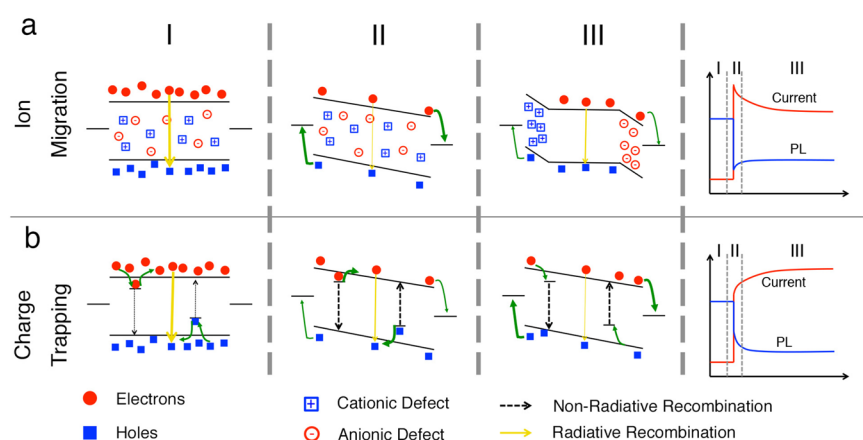 a
I
II
III
Ion
Migration
I II III
Current
PL
b
Charge
Trapping
I II III
Current
PL
Electrons
Holes
Cationic Defect
Anionic Defect
Non-Radiative Recombination
Radiative Recombination